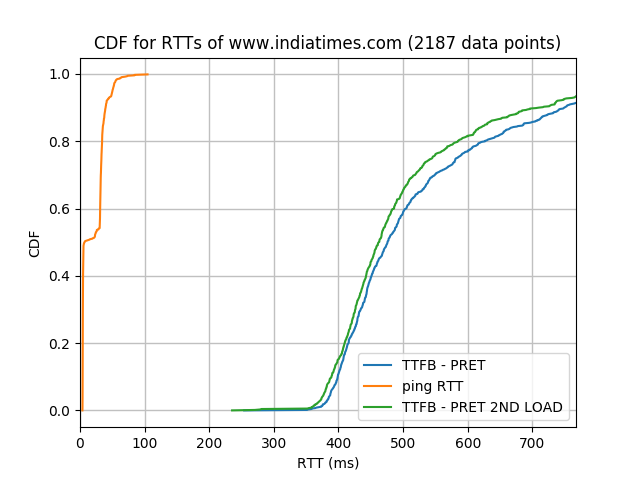 CDF for RTTs of www.indiatimes.com (2187 data points)
1.0
0.8
0.6
0.4
0.2
0.0
CDF
0
100
200
300
400
500
600
700
RTT (ms)
TTFB - PRET
ping RTT
TTFB - PRET 2ND LOAD